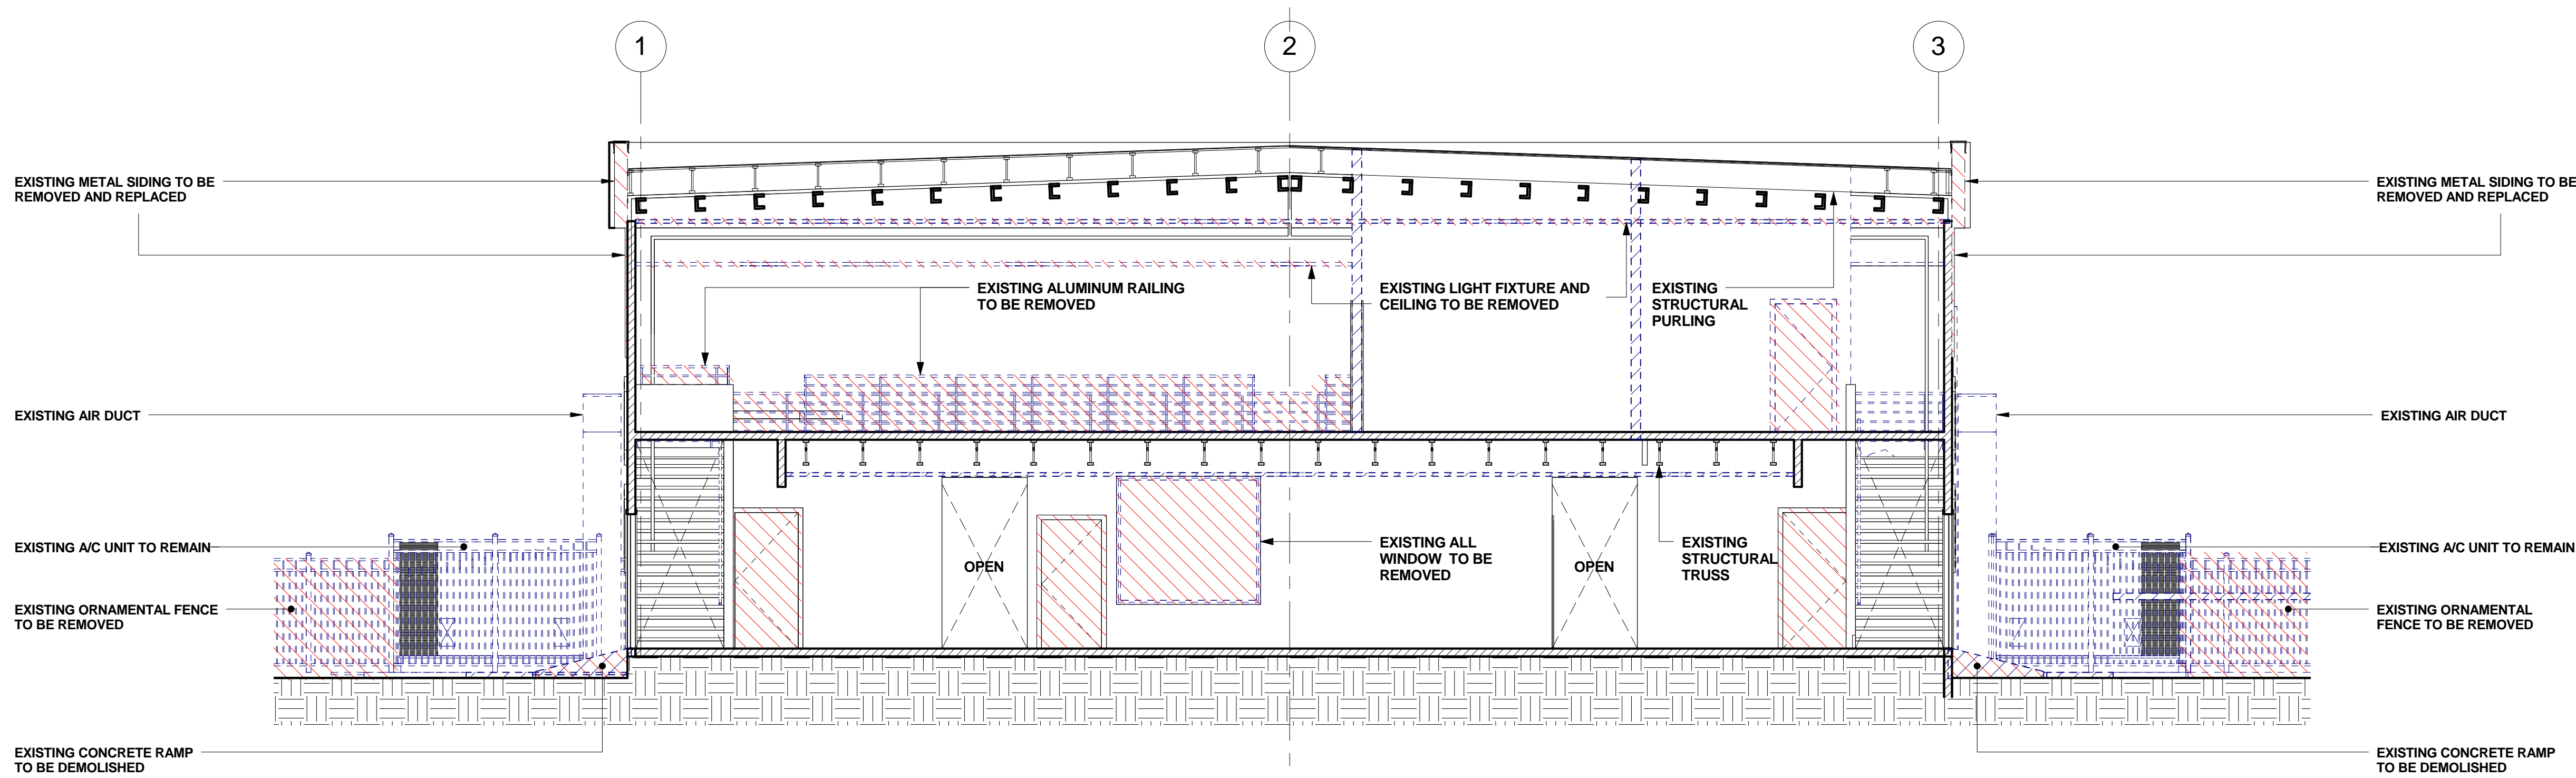 1
2
3
EXISTING METAL SIDING TO BE
REMOVED AND REPLACED
EXISTING METAL SIDING TO BE
REMOVED AND REPLACED
EXISTING ALUMINUM RAILING
TO BE REMOVED
EXISTING LIGHT FIXTURE AND
CEILING TO BE REMOVED
EXISTING
STRUCTURAL
PURLING
EXISTING AIR DUCT
EXISTING AIR DUCT
EXISTING A/C UNIT TO REMAIN
OPEN
EXISTING ALL
WINDOW TO BE
REMOVED
OPEN
EXISTING
STRUCTURAL
TRUSS
EXISTING A/C UNIT TO REMAIN
EXISTING ORNAMENTAL FENCE
TO BE REMOVED
EXISTING ORNAMENTAL
FENCE TO BE REMOVED
EXISTING CONCRETE RAMP
TO BE DEMOLISHED
EXISTING CONCRETE RAMP
TO BE DEMOLISHED